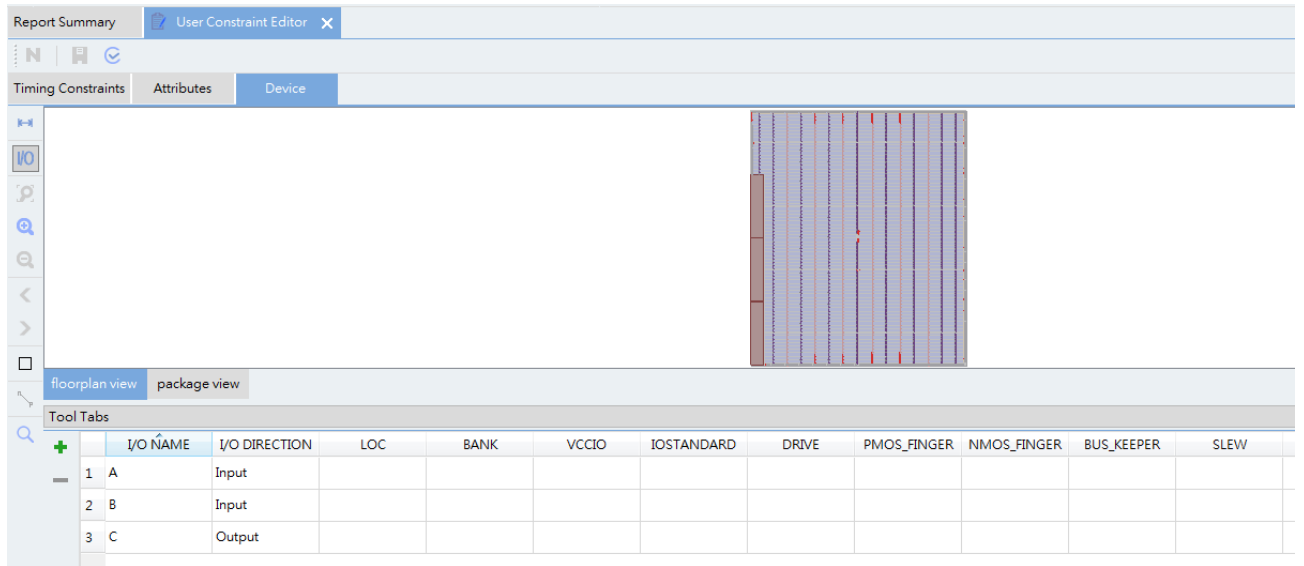 Report Summary User Constraint Editor
N
Timing Constraints Attributes Device
I/O
floorplan view package view
Tool Tabs
I/O NAME I/O DIRECTION LOC BANK VCCIO IOSTANDARD DRIVE PMOS_FINGER NMOS_FINGER BUS_KEEPER SLEW
1 A Input
2 B Input
3 C Output